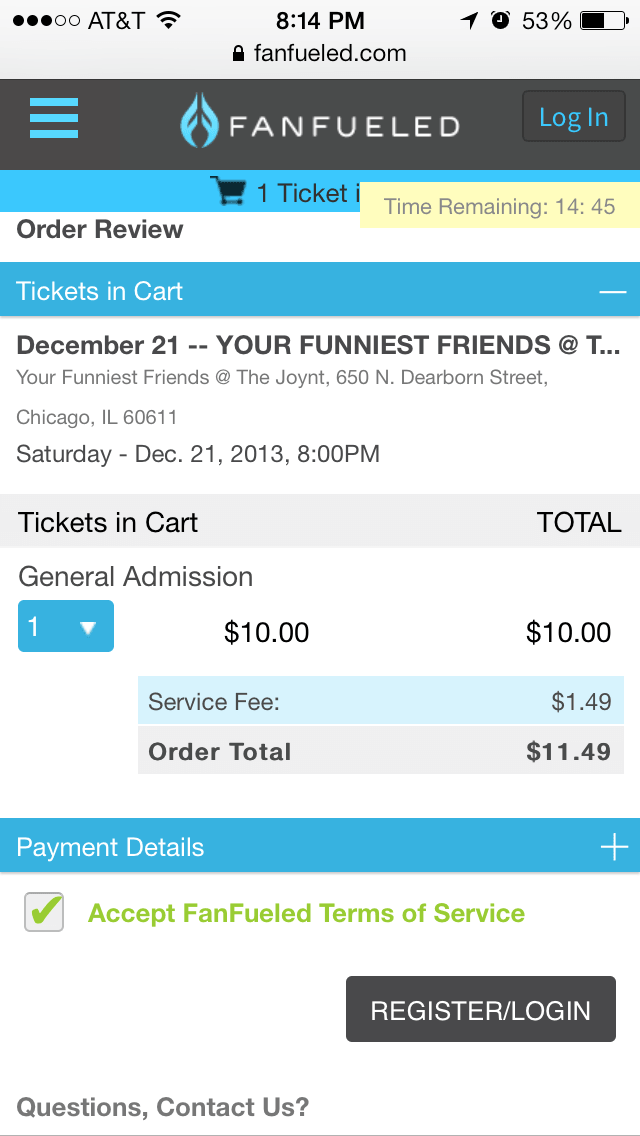 AT&T 8:14 PM 53%
fanfueled.com
FANFUELED Log In
1 Ticket i Time Remaining: 14: 45
Order Review
Tickets in Cart
December 21 -- YOUR FUNNIEST FRIENDS @ T...
Your Funniest Friends @ The Joynt, 650 N. Dearborn Street,
Chicago, IL 60611
Saturday - Dec. 21, 2013, 8:00PM
Tickets in Cart TOTAL
General Admission
1 $10.00 $10.00
Service Fee: $1.49
Order Total $11.49
Payment Details
Accept FanFueled Terms of Service
REGISTER/LOGIN
Questions, Contact Us?